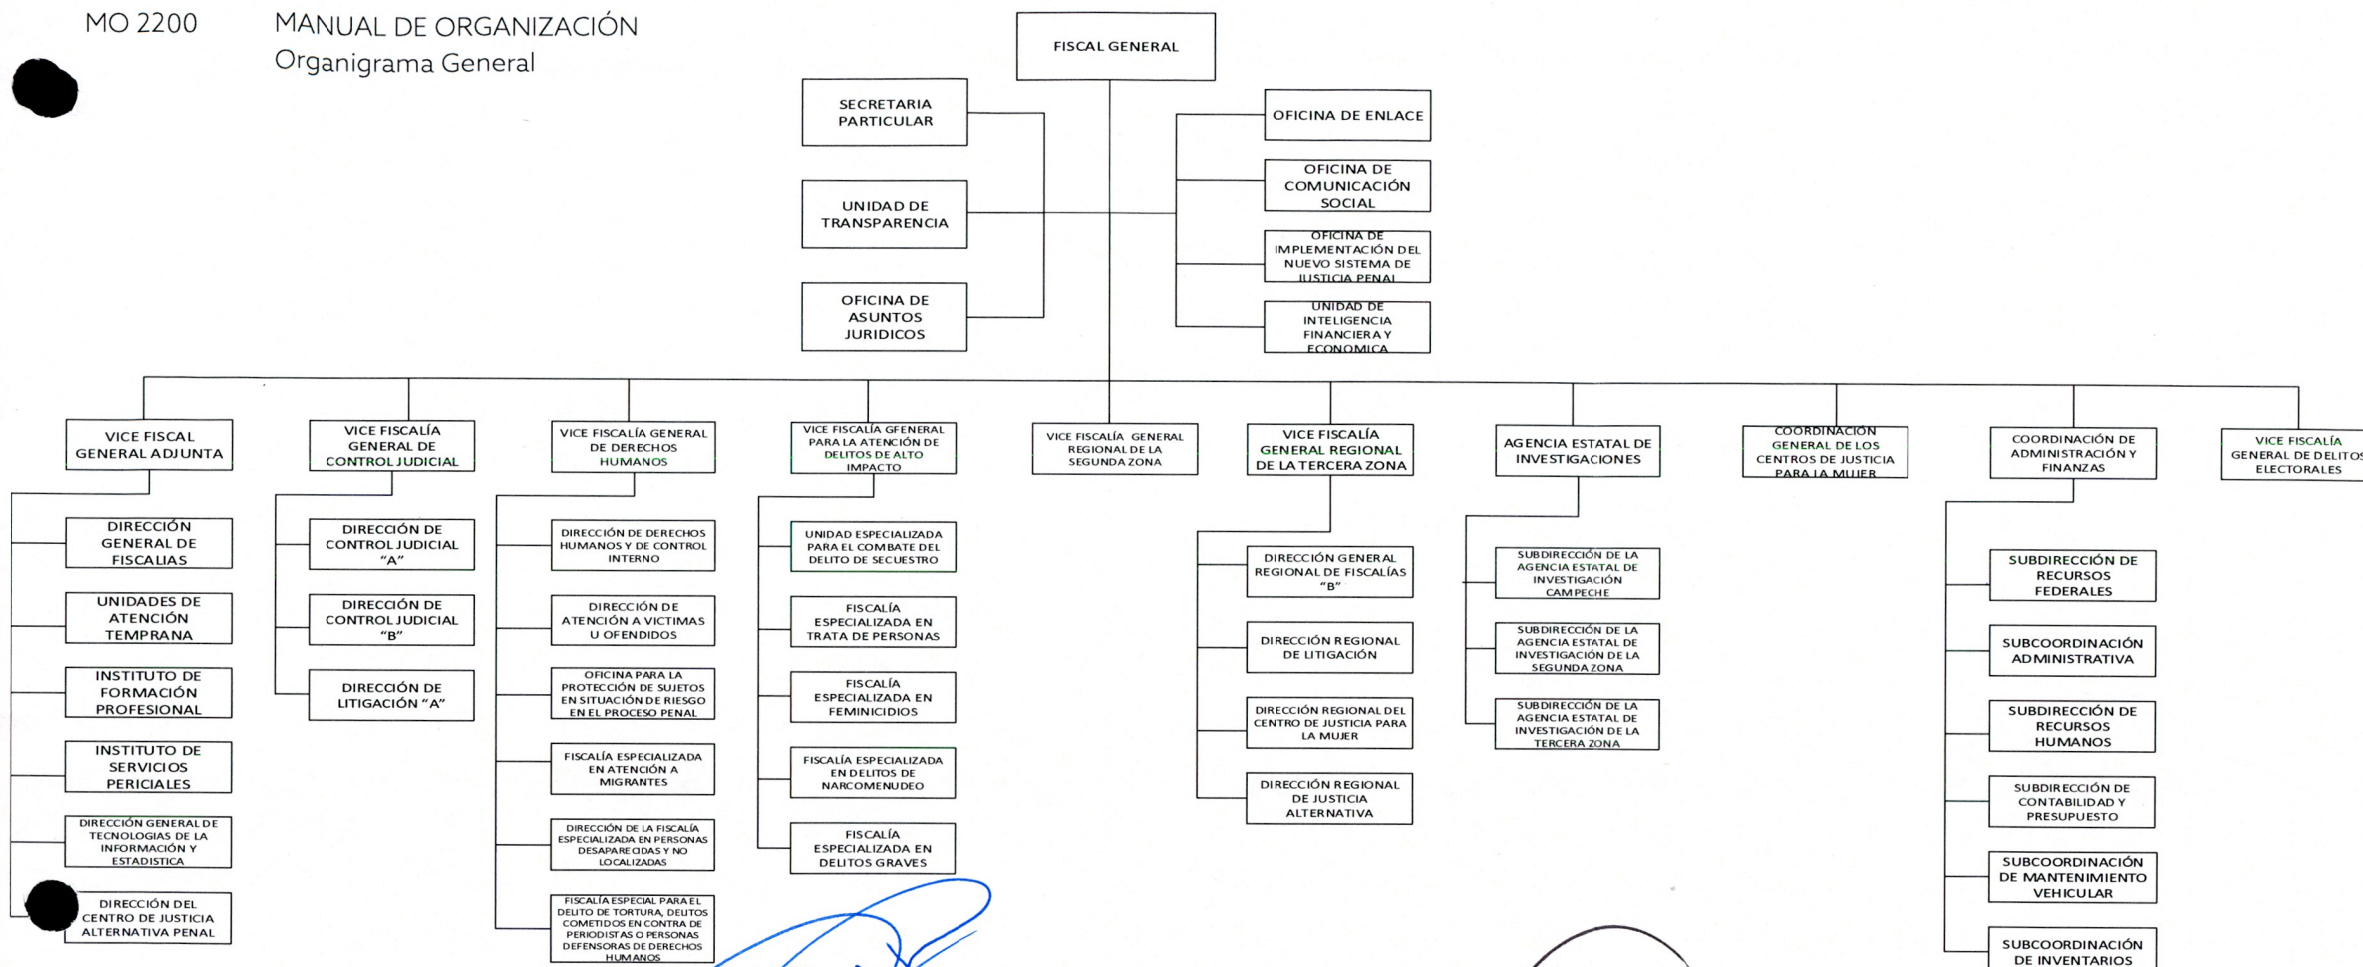 MO 2200
MANUAL DE ORGANIZACIÓN
Organigrama General
FISCAL GENERAL
SECRETARIA
PARTICULAR
UNIDAD DE
TRANSPARENCIA
OFICINA DE
ASUNTOS
JURIDICOS
OFICINA DE ENLACE
OFICINA DE
COMUNICACIÓN
SOCIAL
OFICINA DE
IMPLEMENTACIÓN DEL
NUEVO SISTEMA DE
JUSTICIA PENAL
UNIDAD DE
INTELIGENCIA
FINANCIERA Y
ECONOMICA
VICE FISCAL
GENERAL ADJUNTA
DIRECCIÓN
GENERAL DE
FISCALIAS
UNIDADES DE
ATENCIÓN
TEMPRANA
INSTITUTO DE
FORMACIÓN
PROFESIONAL
INSTITUTO DE
SERVICIOS
PERICIALES
DIRECCIÓN GENERAL DE
TECNOLOGIAS DE LA
INFORMACIÓN Y
ESTADISTICA
DIRECCIÓN DEL
CENTRO DE JUSTICIA
ALTERNATIVA PENAL
VICE FISCALÍA
GENERAL DE
CONTROL JUDICIAL
DIRECCIÓN DE
CONTROL JUDICIAL
"A"
DIRECCIÓN DE
CONTROL JUDICIAL
"B"
DIRECCIÓN DE
LITIGACIÓN "A"
VICE FISCALÍA GENERAL
DE DERECHOS
HUMANOS
DIRECCIÓN DE DERECHOS
HUMANOS Y DE CONTROL
INTERNO
DIRECCIÓN DE
ATENCIÓN A VICTIMAS
U OFENDIDOS
OFICINA PARA LA
PROTECCIÓN DE SUJETOS
EN SITUACIÓN DE RIESGO
EN EL PROCESO PENAL
FISCALÍA ESPECIALIZADA
EN ATENCIÓN A
MIGRANTES
DIRECCIÓN DE LA FISCALÍA
ESPECIALIZADA EN PERSONAS
DESAPARECIDAS Y NO
LOCALIZADAS
FISCALÍA ESPECIAL PARA EL
DELITO DE TORTURA, DELITOS
COMETIDOS EN CONTRA DE
PERIODISTAS O PERSONAS
DEFENSORAS DE DERECHOS
HUMANOS
VICE FISCALÍA GFENERAL
PARA LA ATENCIÓN DE
DELITOS DE ALTO
IMPACTO
UNIDAD ESPECIALIZADA
PARA EL COMBATE DEL
DELITO DE SECUESTRO
FISCALÍA
ESPECIALIZADA EN
TRATA DE PERSONAS
FISCALÍA
ESPECIALIZADA EN
FEMINICIDIOS
FISCALÍA ESPECIALIZADA
EN DELITOS DE
NARCOMENUDEO
FISCALÍA
ESPECIALIZADA EN
DELITOS GRAVES
VICE FISCALÍA GENERAL
REGIONAL DE LA
SEGUNDA ZONA
VICE FISCALÍA
GENERAL REGIONAL
DE LA TERCERA ZONA
DIRECCIÓN GENERAL
REGIONAL DE FISCALÍAS
"B"
DIRECCIÓN REGIONAL
DE LITIGACIÓN
DIRECCIÓN REGIONAL DEL
CENTRO DE JUSTICIA PARA
LA MUJER
DIRECCIÓN REGIONAL
DE JUSTICIA
ALTERNATIVA
AGENCIA ESTATAL DE
INVESTIGACIONES
SUBDIRECCIÓN DE LA
AGENCIA ESTATAL DE
INVESTIGACIÓN
CAMPECHE
SUBDIRECCIÓN DE LA
AGENCIA ESTATAL DE
INVESTIGACIÓN DE LA
SEGUNDA ZONA
SUBDIRECCIÓN DE LA
AGENCIA ESTATAL DE
INVESTIGACIÓN DE LA
TERCERA ZONA
COORDINACIÓN
GENERAL DE LOS
CENTROS DE JUSTICIA
PARA LA MUJER
COORDINACIÓN DE
ADMINISTRACIÓN Y
FINANZAS
SUBDIRECCIÓN DE
RECURSOS
FEDERALES
SUBCOORDINACIÓN
ADMINISTRATIVA
SUBDIRECCIÓN DE
RECURSOS
HUMANOS
SUBDIRECCIÓN DE
CONTABILIDAD Y
PRESUPUESTO
SUBCOORDINACIÓN
DE MANTENIMIENTO
VEHICULAR
SUBCOORDINACIÓN
DE INVENTARIOS
VICE FISCALÍA
GENERAL DE DELITOS
ELECTORALES